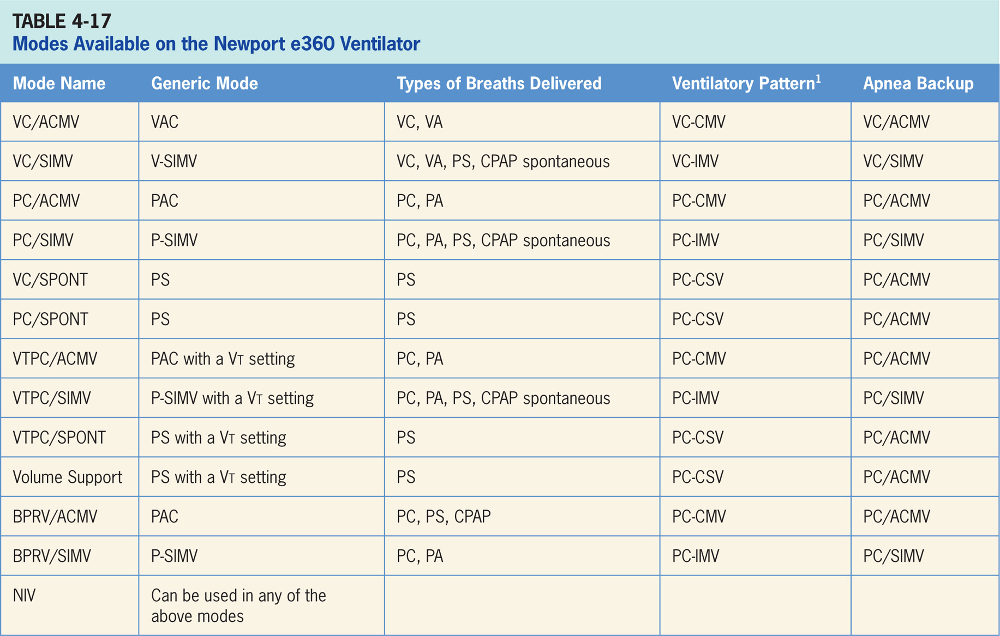 TABLE 4-17
Modes Available on the Newport e360 Ventilator
Mode Name Generic Mode Types of Breaths Delivered Ventilatory Pattern1 Apnea Backup
VC/ACMV VAC VC, VA VC-CMV VC/ACMV
VC/SIMV V-SIMV VC, VA, PS, CPAP spontaneous VC-IMV VC/SIMV
PC/ACMV PAC PC, PA PC-CMV PC/ACMV
PC/SIMV P-SIMV PC, PA, PS, CPAP spontaneous PC-IMV PC/SIMV
VC/SPONT PS PS PC-CSV PC/ACMV
PC/SPONT PS PS PC-CSV PC/ACMV
VTPC/ACMV PAC with a VT setting PC, PA PC-CMV PC/ACMV
VTPC/SIMV P-SIMV with a VT setting PC, PA, PS, CPAP spontaneous PC-IMV PC/SIMV
VTPC/SPONT PS with a VT setting PS PC-CSV PC/ACMV
Volume Support PS with a VT setting PS PC-CSV PC/ACMV
BPRV/ACMV PAC PC, PS, CPAP PC-CMV PC/ACMV
BPRV/SIMV P-SIMV PC, PA PC-IMV PC/SIMV
NIV Can be used in any of the
above modes